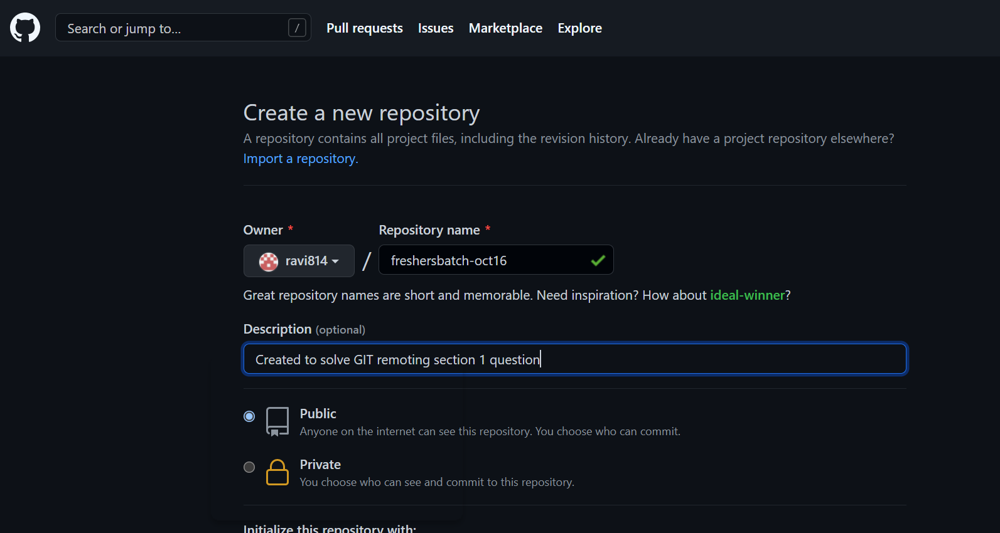 Search or jump to... /
Pull requests Issues Marketplace Explore
Create a new repository
A repository contains all project files, including the revision history. Already have a project repository elsewhere?
Import a repository.
Owner * Repository name *
ravi814 / freshersbatch-oct16
Great repository names are short and memorable. Need inspiration? How about ideal-winner?
Description (optional)
Created to solve GIT remoting section 1 question
Public
Anyone on the internet can see this repository. You choose who can commit.
Private
You choose who can see and commit to this repository.
Initialize this repository with: